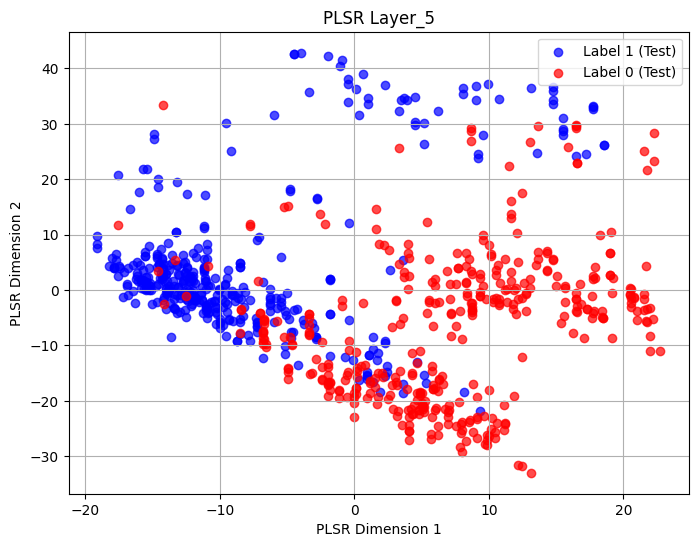 PLSR Layer_5
Label 1 (Test)
Label 0 (Test)
PLSR Dimension 2
40
30
20
10
0
−10
−20
−30
−20
−10
0
10
20
PLSR Dimension 1